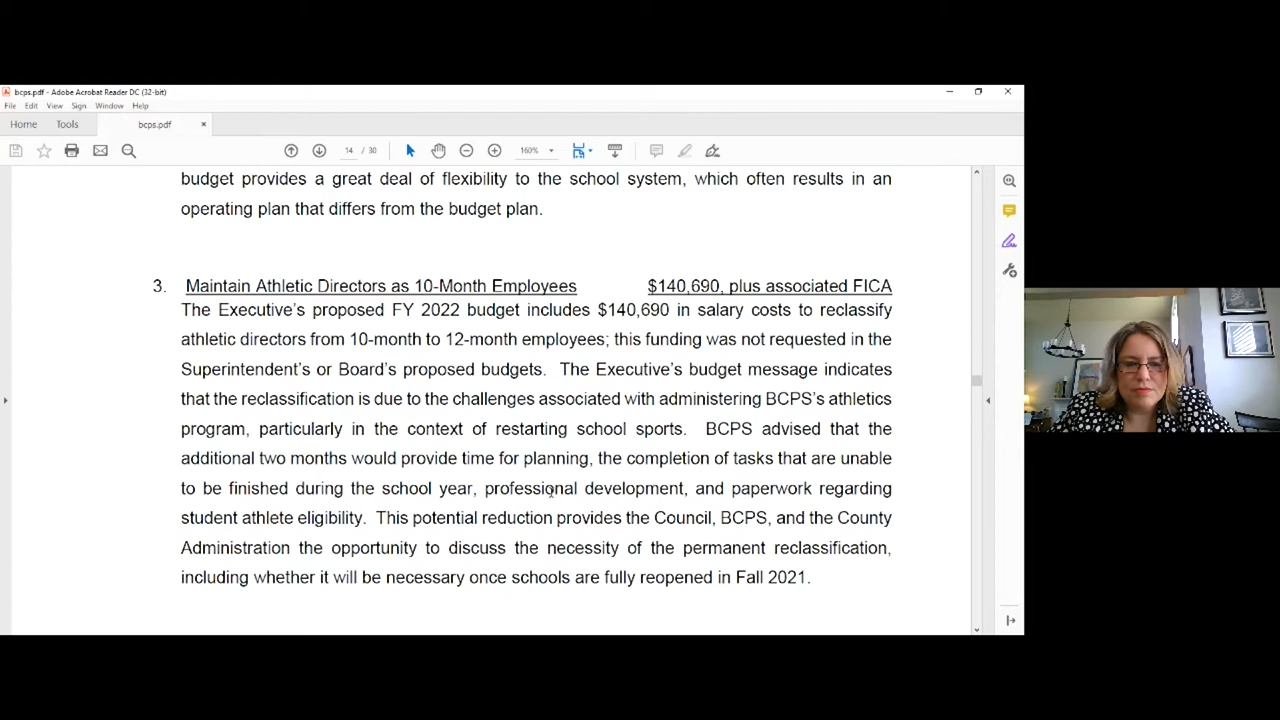 bcps.pdf - Adobe Acrobat Reader DC (32-bit)
File Edit View Sign Window Help
Home Tools bcps.pdf ×
14 / 30 160%
budget provides a great deal of flexibility to the school system, which often results in an
operating plan that differs from the budget plan.
3. Maintain Athletic Directors as 10-Month Employees $140,690, plus associated FICA
The Executive's proposed FY 2022 budget includes $140,690 in salary costs to reclassify
athletic directors from 10-month to 12-month employees; this funding was not requested in the
Superintendent's or Board's proposed budgets. The Executive's budget message indicates
that the reclassification is due to the challenges associated with administering BCPS's athletics
program, particularly in the context of restarting school sports. BCPS advised that the
additional two months would provide time for planning, the completion of tasks that are unable
to be finished during the school year, professional development, and paperwork regarding
student athlete eligibility. This potential reduction provides the Council, BCPS, and the County
Administration the opportunity to discuss the necessity of the permanent reclassification,
including whether it will be necessary once schools are fully reopened in Fall 2021.